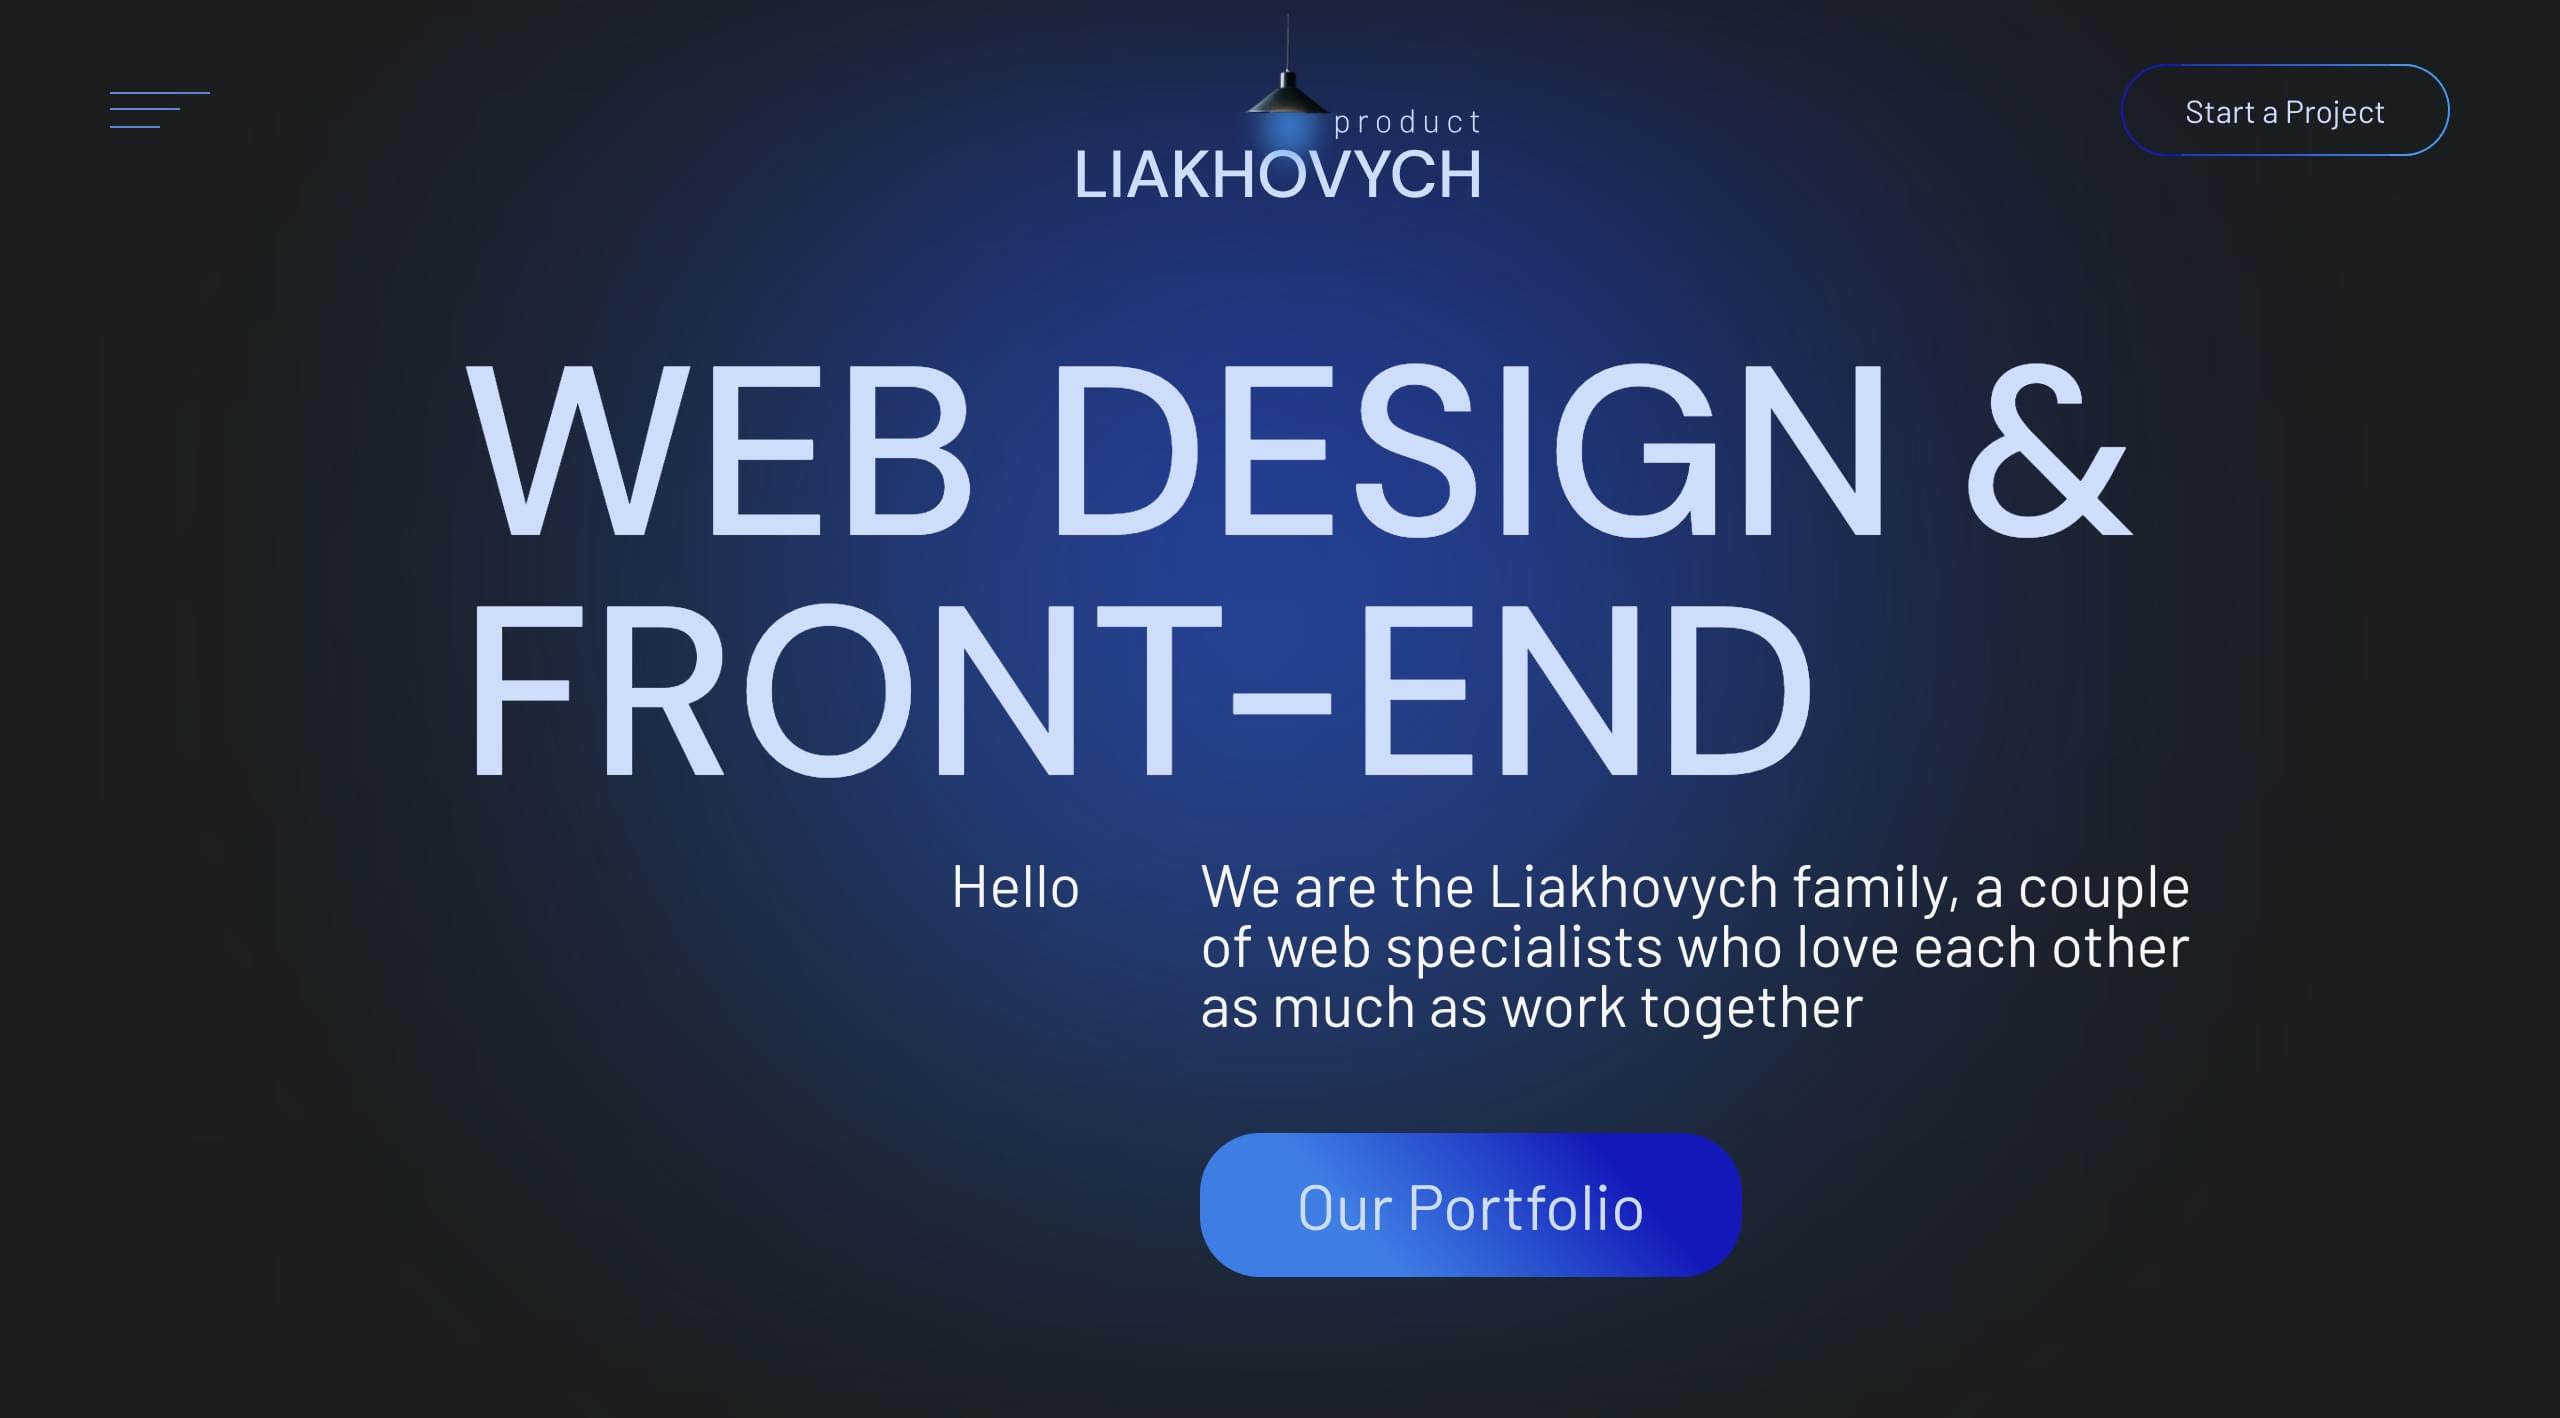 product
LIAKHOVYCH
Start a Project
WEB DESIGN &
FRONT-END
Hello
We are the Liakhovych family, a couple
of web specialists who love each other
as much as work together
Our Portfolio